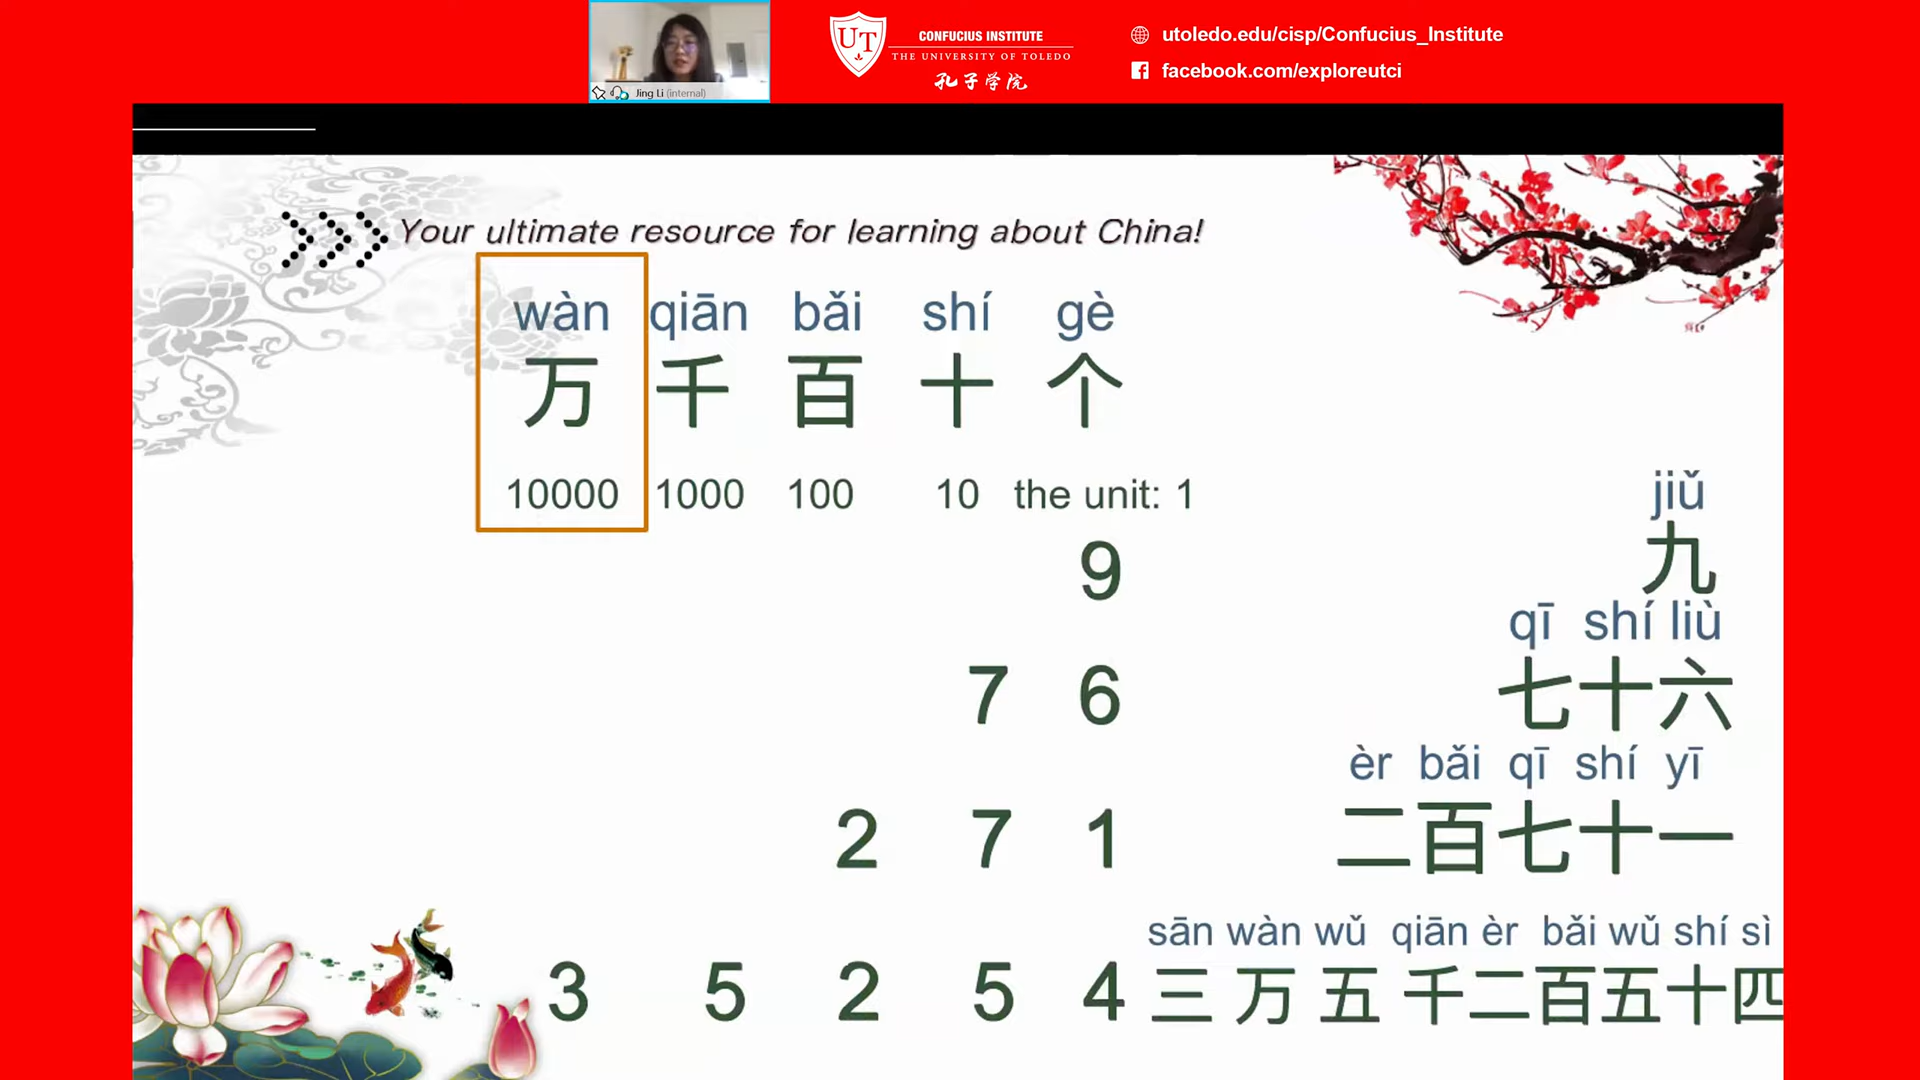 Jing Li (internal)
UT
CONFUCIUS INSTITUTE
THE UNIVERSITY OF TOLEDO
孔子学院
utoledo.edu/cisp/Confucius_Institute
facebook.com/exploreutci
Your ultimate resource for learning about China!
wàn qiān bǎi shí gè
万 千 百 十 个
10000 1000 100 10 the unit: 1
jiǔ
9 九
qī shí liù
7 6 七十六
èr bǎi qī shí yī
2 7 1 二百七十一
sān wàn wǔ qiān èr bǎi wǔ shí sì
3 5 2 5 4 三万五千二百五十四